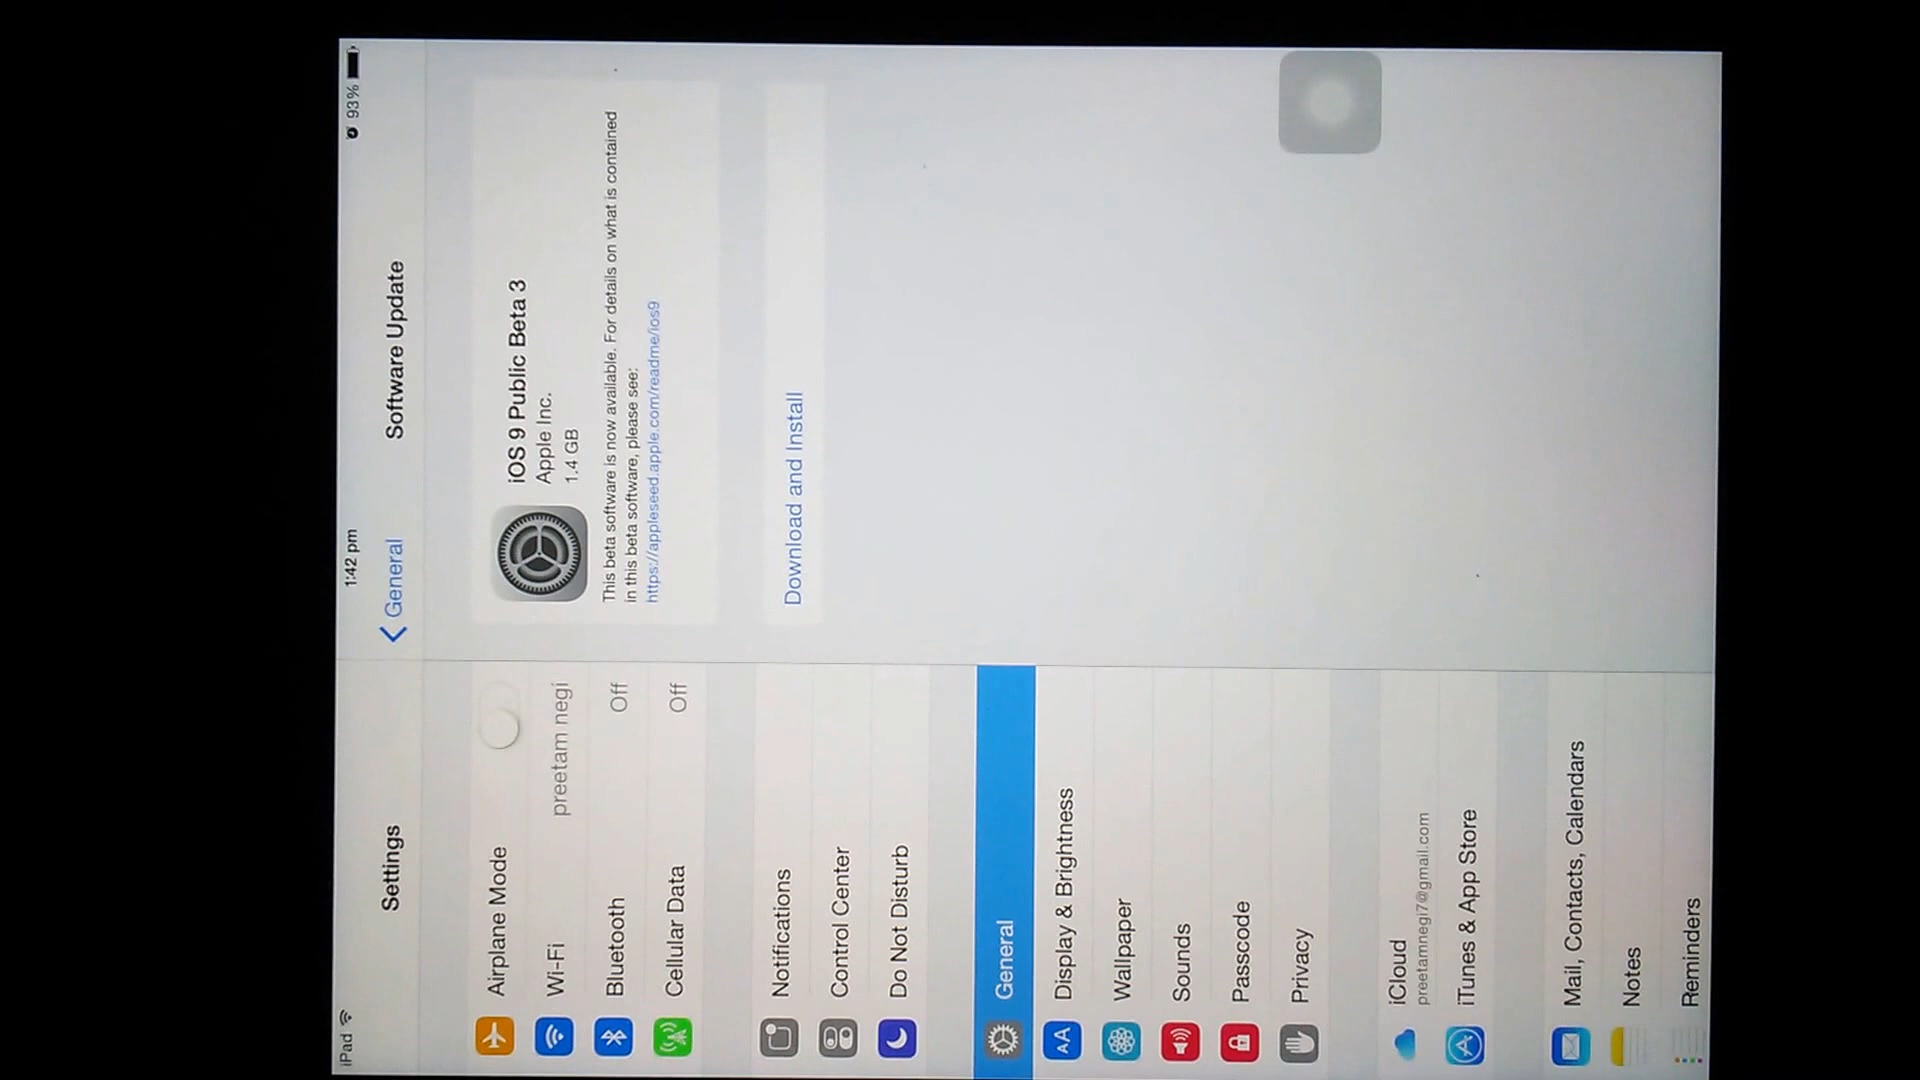 iPad
1:42 pm
93%
Settings
Airplane Mode
Wi-Fi
preetam negi
Bluetooth
Off
Cellular Data
Off
Notifications
Control Center
Do Not Disturb
General
Display & Brightness
Wallpaper
Sounds
Passcode
Privacy
iCloud
preetamnegi7@gmail.com
iTunes & App Store
Mail, Contacts, Calendars
Notes
Reminders
General
Software Update
iOS 9 Public Beta 3
Apple Inc.
1.4 GB
This beta software is now available. For details on what is contained
in this beta software, please see:
https://appleseed.apple.com/readme/ios9
Download and Install
AA